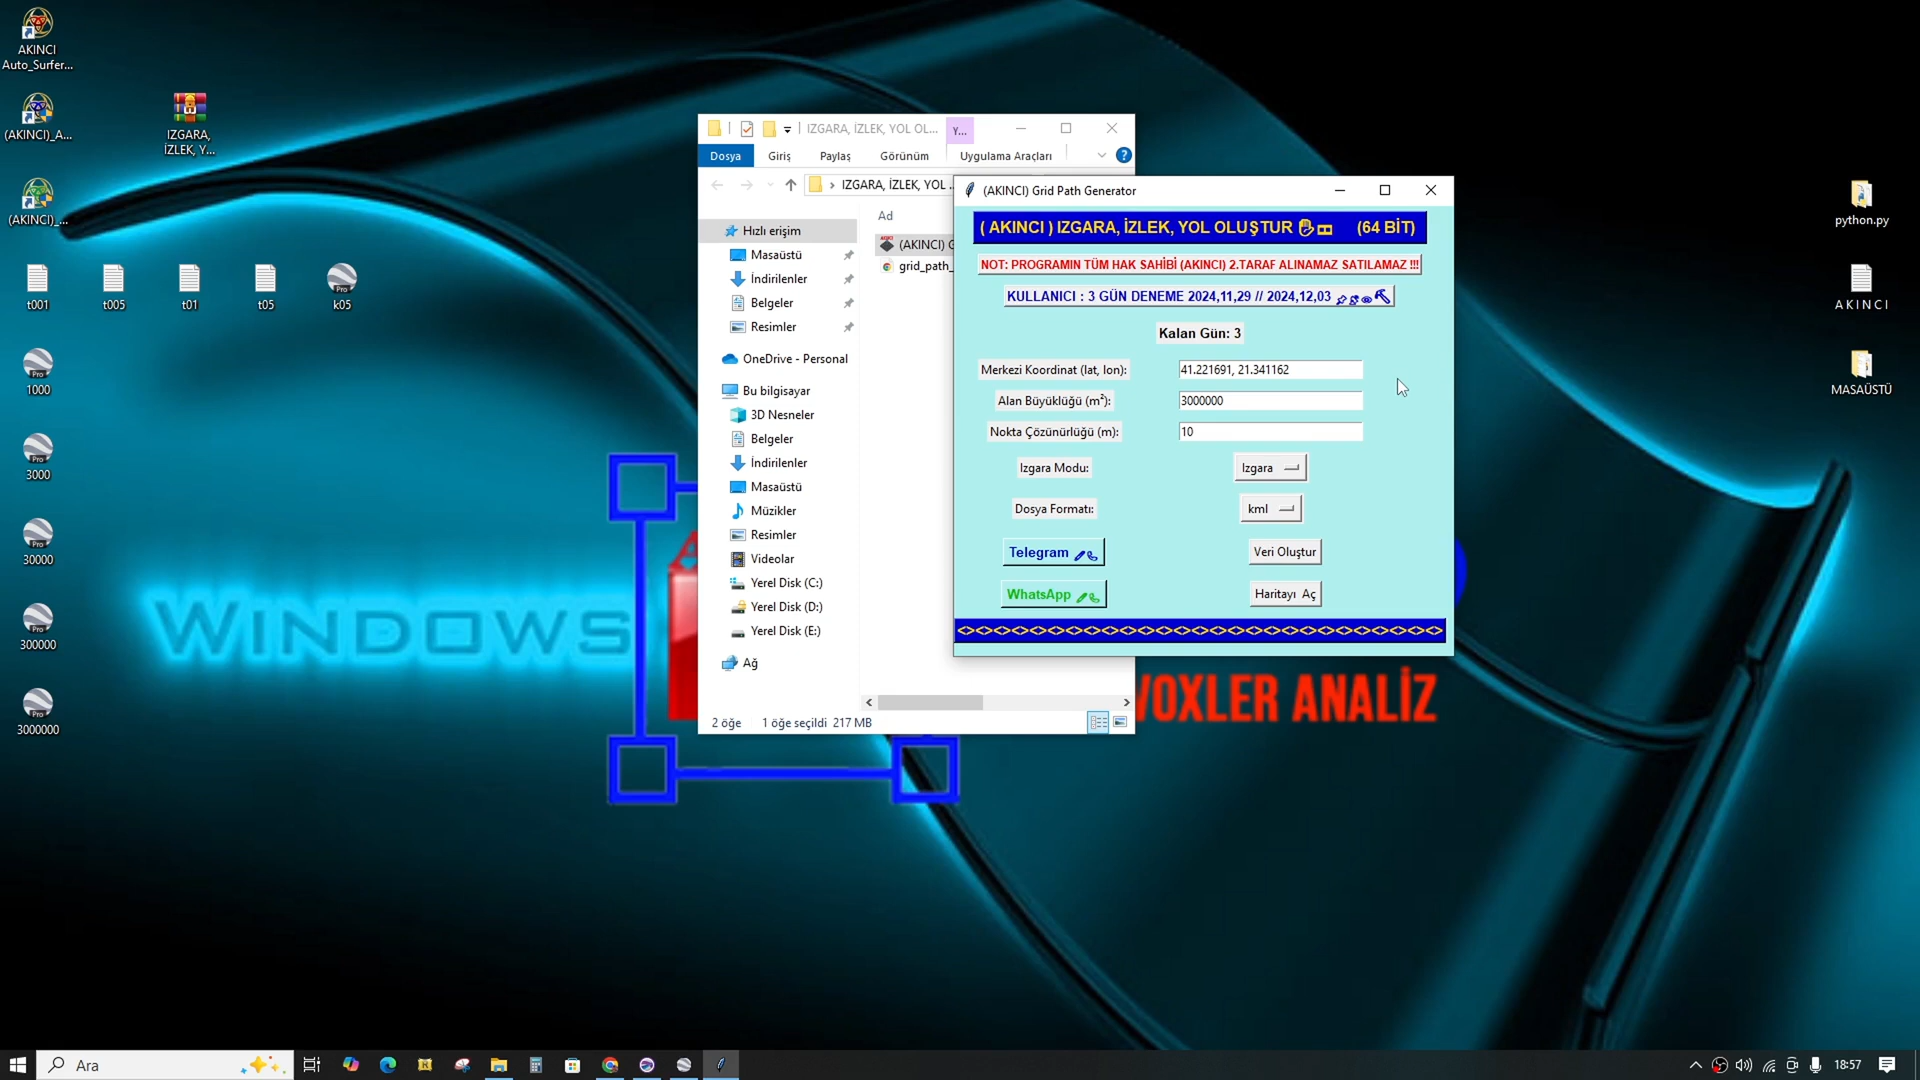 AKINCI
Auto_Surfer...
(AKINCI)_A...
(AKINCI)_...
IZGARA,
İZLEK, Y...
t001
t005
t01
t05
k05
1000
3000
30000
300000
3000000
WINDOWS
VOXLER ANALİZ
IZGARA, İZLEK, YOL OL...
Y...
Dosya
Giriş
Paylaş
Görünüm
Uygulama Araçları
IZGARA, İZLEK, YOL ...
Ad
(AKINCI) G
grid_path_
Hızlı erişim
Masaüstü
İndirilenler
Belgeler
Resimler
OneDrive - Personal
Bu bilgisayar
3D Nesneler
Belgeler
İndirilenler
Masaüstü
Müzikler
Resimler
Videolar
Yerel Disk (C:)
Yerel Disk (D:)
Yerel Disk (E:)
Ağ
2 öğe
1 öğe seçildi 217 MB
(AKINCI) Grid Path Generator
( AKINCI ) IZGARA, İZLEK, YOL OLUŞTUR (64 BİT)
NOT: PROGRAMIN TÜM HAK SAHİBİ (AKINCI) 2.TARAF ALINAMAZ SATILAMAZ !!!
KULLANICI : 3 GÜN DENEME 2024,11,29 // 2024,12,03
Kalan Gün: 3
Merkezi Koordinat (lat, lon):
41.221691, 21.341162
Alan Büyüklüğü (m²):
3000000
Nokta Çözünürlüğü (m):
10
Izgara Modu:
Izgara
Dosya Formatı:
kml
Telegram
Veri Oluştur
WhatsApp
Haritayı Aç
<><><><><><><><><><><><><><><><><><><><><><><><><><><>
python.py
A K I N C I
MASAÜSTÜ
Ara
18:57